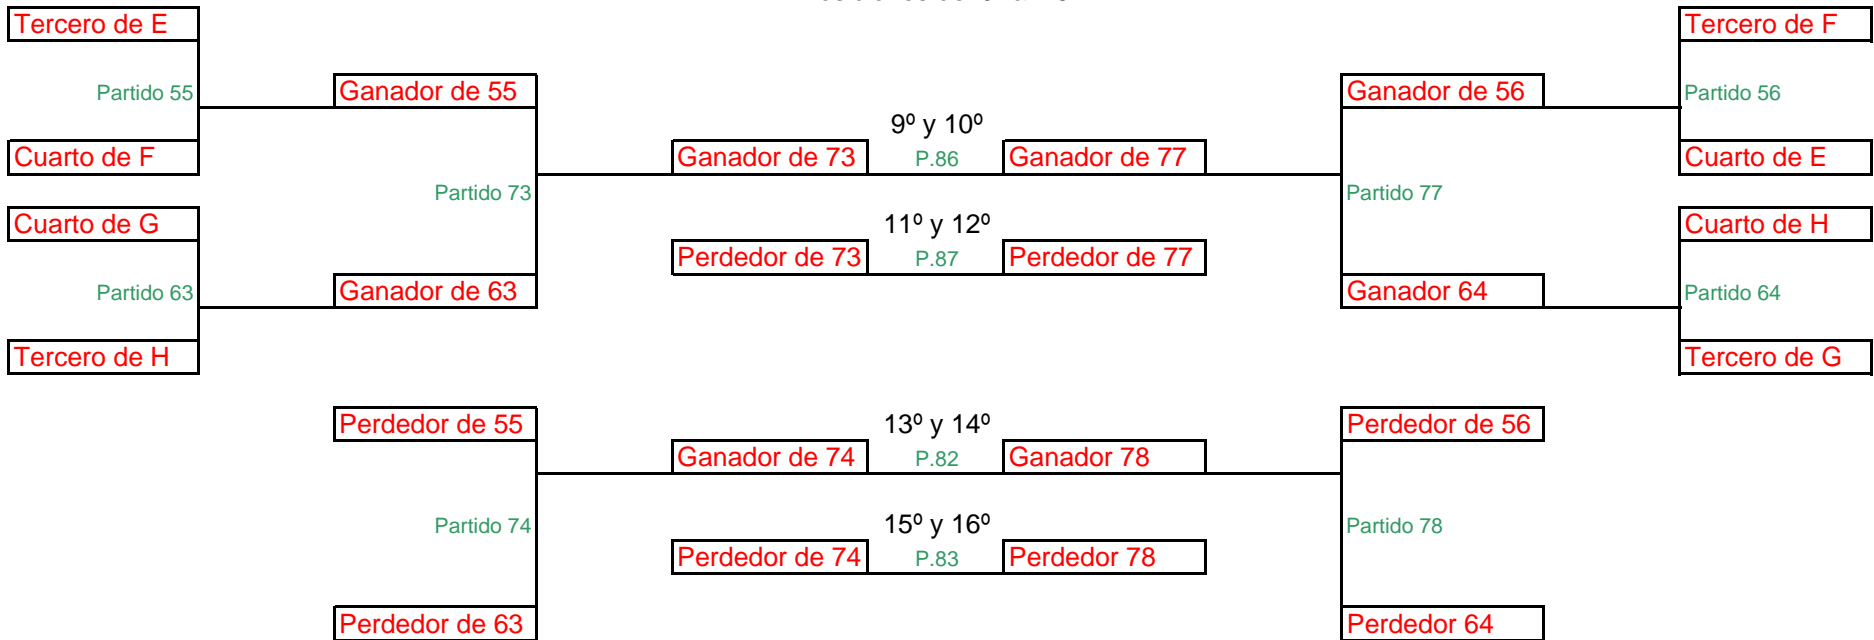 Tercero de E
Tercero de F
Partido 55
Ganador de 55
Ganador de 56
Partido 56
9º y 10º
Cuarto de F
Ganador de 73
P.86
Ganador de 77
Cuarto de E
Partido 73
Partido 77
Cuarto de G
11º y 12º
Cuarto de H
Perdedor de 73
P.87
Perdedor de 77
Partido 63
Ganador de 63
Ganador 64
Partido 64
Tercero de H
Tercero de G
Perdedor de 55
13º y 14º
Perdedor de 56
Ganador de 74
P.82
Ganador 78
Partido 74
15º y 16º
Partido 78
Perdedor de 74
P.83
Perdedor 78
Perdedor de 63
Perdedor 64